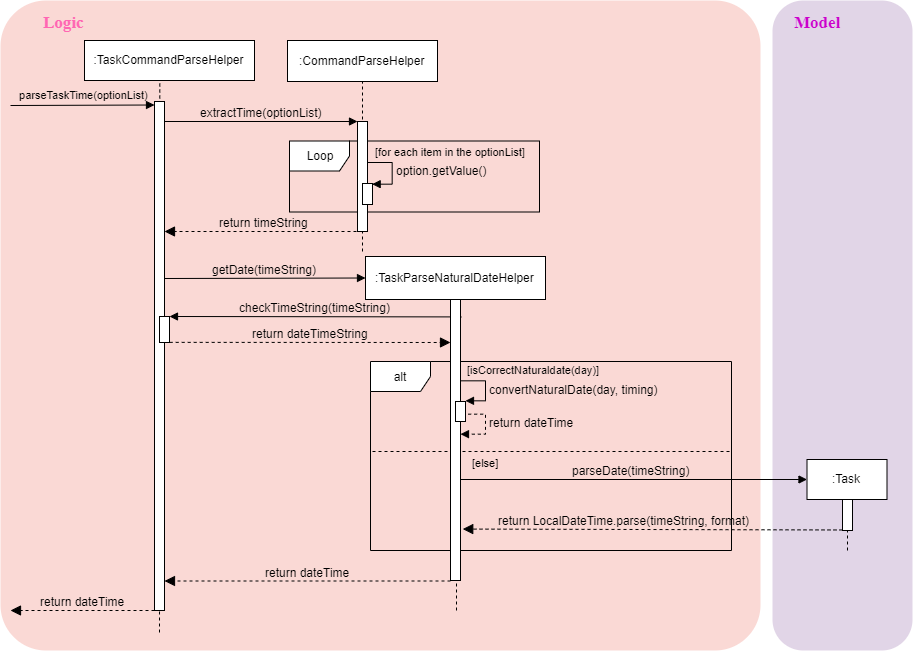 Logic
Model
:TaskCommandParseHelper
:CommandParseHelper
parseTaskTime(optionList)
extractTime(optionList)
Loop
[for each item in the optionList]
option.getValue()
return timeString
getDate(timeString)
:TaskParseNaturalDateHelper
checkTimeString(timeString)
return dateTimeString
alt
[isCorrectNaturaldate(day)]
convertNaturalDate(day, timing)
return dateTime
[else]
parseDate(timeString)
:Task
return LocalDateTime.parse(timeString, format)
return dateTime
return dateTime